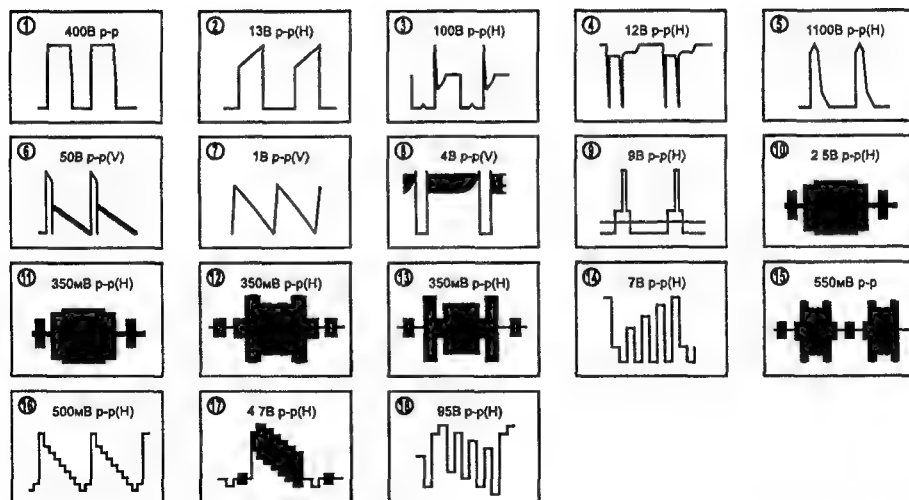 ① 400В p-p
② 13В p-p(H)
③ 100В p-p(H)
④ 12В p-p(H)
⑤ 1100В p-p(H)
⑥ 50В p-p(V)
⑦ 1В p-p(V)
⑧ 4В p-p(V)
⑨ 9В p-p(H)
⑩ 2 5В p-p(H)
⑪ 350мВ p-p(H)
⑫ 350мВ p-p(H)
⑬ 350мВ p-p(H)
⑭ 7В p-p(H)
⑮ 550мВ p-p
⑯ 500мВ p-p(H)
⑰ 4 7В p-p(H)
⑱ 95В p-p(H)